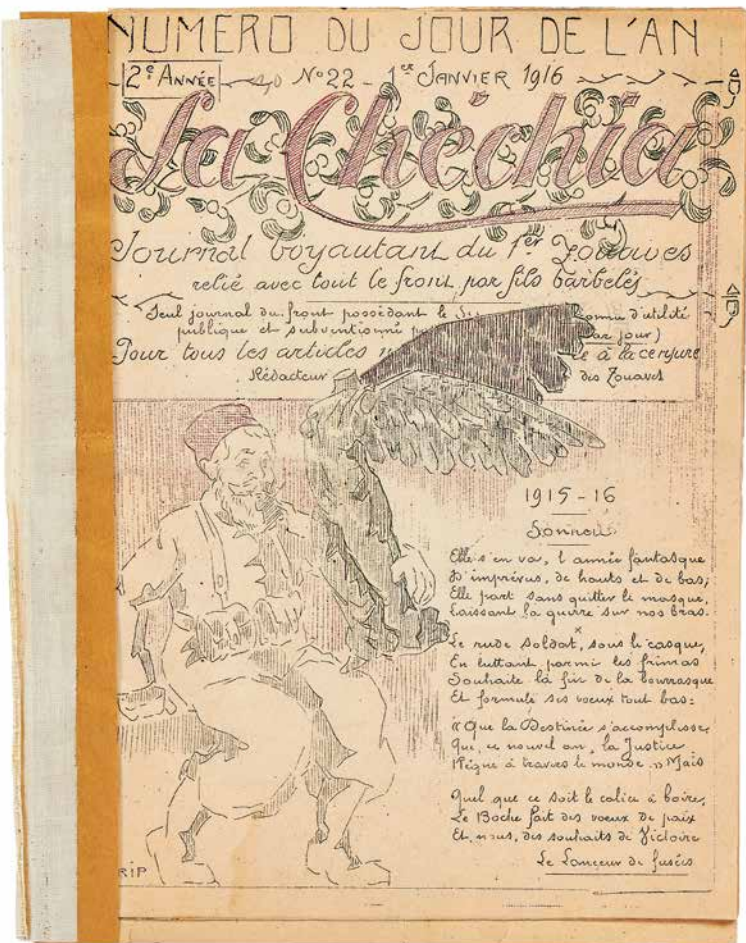 NUMERO DU JOUR DE L'AN
2e ANNÉE N° 22 - 1er JANVIER 1916
La Chéchia
Journal boyautant du 1er Zouaves
relié avec tout le front par fils barbelés
Seul journal du front possédant le onnu d'utilité
publique et subventionné par jour)
Pour tous les articles à la censure
Rédacteur des Zouaves
1915-16
Sonnet
Elle s'en va, l'année fantasque
D'imprévus, de hauts et de bas;
Elle part sans quitter le masque,
Laissant la guerre sur nos bras.
Le rude soldat, sous le casque,
En luttant parmi les frimas
Souhaite la fin de la bourrasque
Et formule ses voeux tout bas:
"Que la Destinée s'accomplisse,
Que, ce nouvel an, la Justice
Règne à travers le monde." Mais
Quel que ce soit le calice à boire,
Le Boche fait des voeux de paix
Et, nous, des souhaits de Victoire
Le Lanceur de fusées
RIP